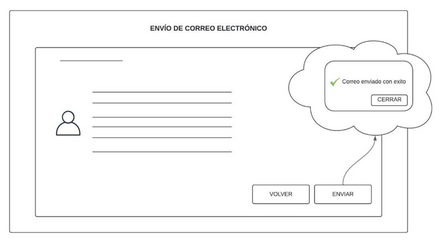 ENVÍO DE CORREO ELECTRÓNICO
Correo enviado con exito
CERRAR
VOLVER
ENVIAR